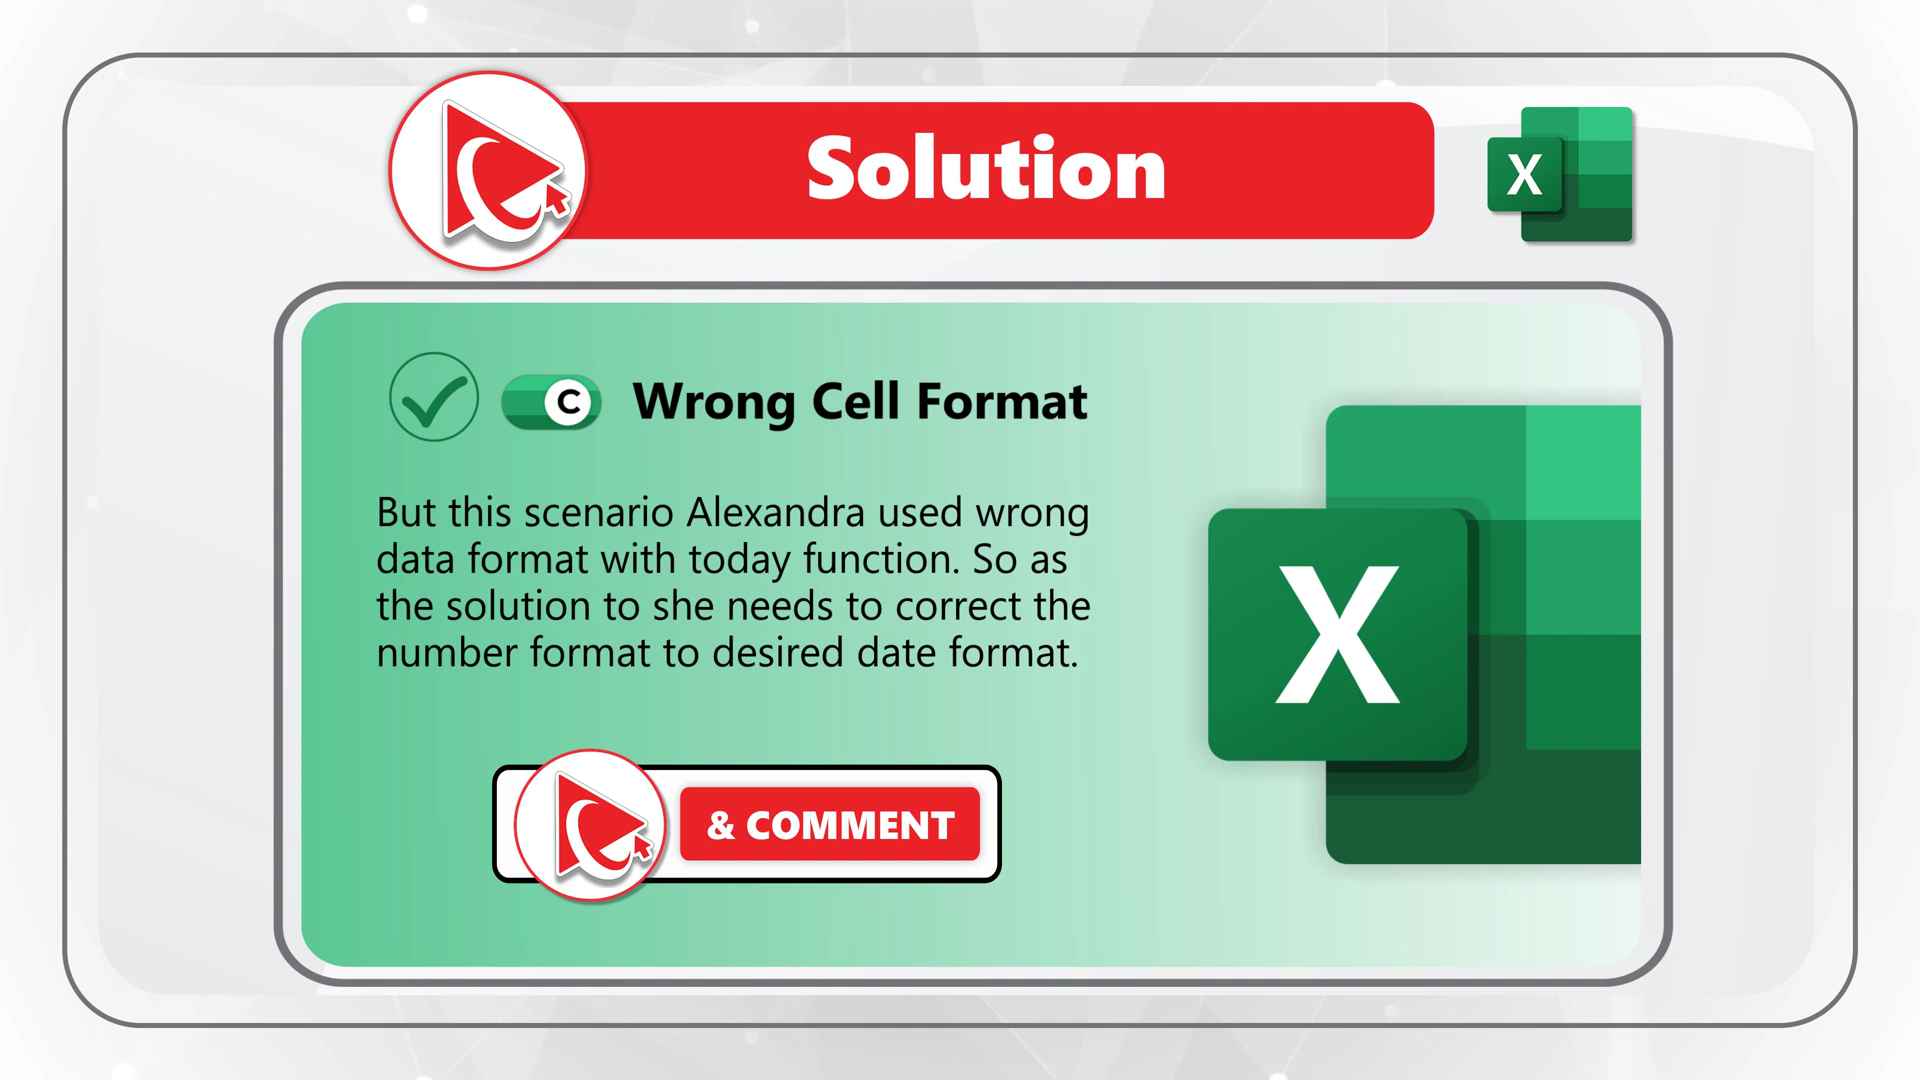 Solution
X
C Wrong Cell Format
But this scenario Alexandra used wrong
data format with today function. So as
the solution to she needs to correct the
number format to desired date format.
X
& COMMENT